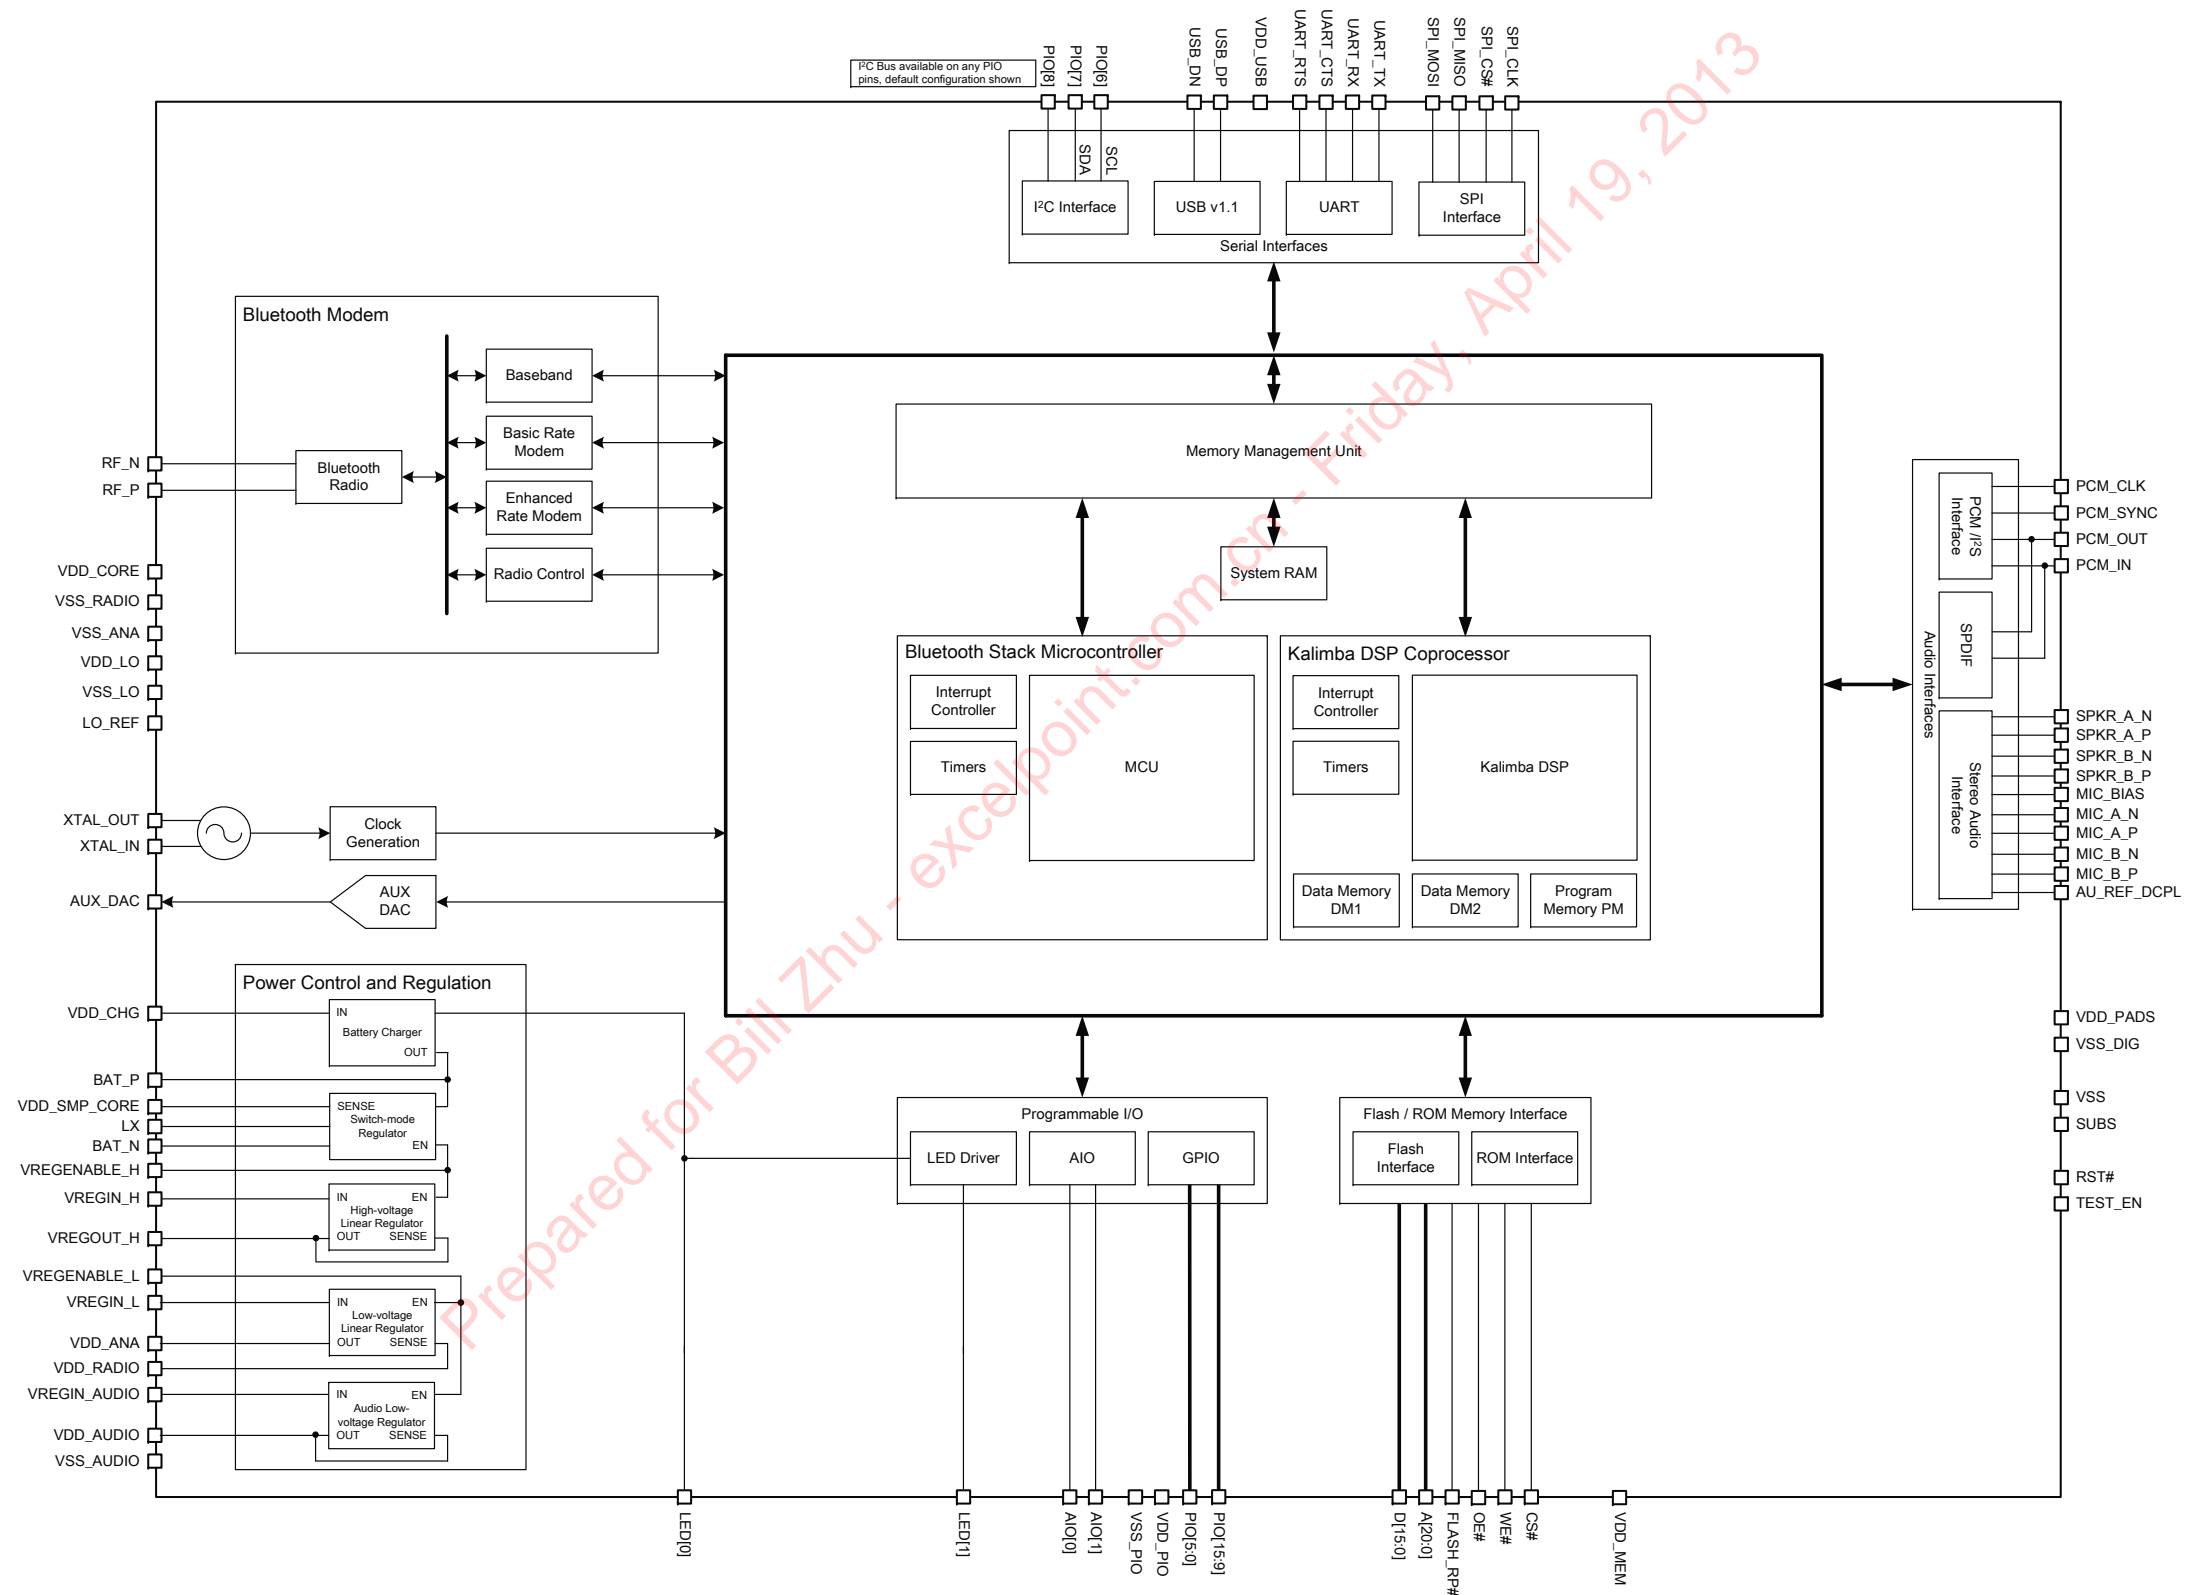 I²C Bus available on any PIO
pins, default configuration shown
PIO[8]
PIO[7]
PIO[6]
USB_DN
USB_DP
VDD_USB
UART_RTS
UART_CTS
UART_RX
UART_TX
SPI_MOSI
SPI_MISO
SPI_CS#
SPI_CLK
SDA
SCL
I²C Interface
USB v1.1
UART
SPI
Interface
Serial Interfaces
Bluetooth Modem
Baseband
Basic Rate
Modem
Enhanced
Rate Modem
Radio Control
Bluetooth
Radio
RF_N
RF_P
VDD_CORE
VSS_RADIO
VSS_ANA
VDD_LO
VSS_LO
LO_REF
XTAL_OUT
XTAL_IN
Clock
Generation
AUX_DAC
AUX
DAC
Memory Management Unit
System RAM
Bluetooth Stack Microcontroller
Interrupt
Controller
Timers
MCU
Kalimba DSP Coprocessor
Interrupt
Controller
Timers
Kalimba DSP
Data Memory
DM1
Data Memory
DM2
Program
Memory PM
PCM /I²S
Interface
SPDIF
Stereo Audio
Interface
Audio Interfaces
PCM_CLK
PCM_SYNC
PCM_OUT
PCM_IN
SPKR_A_N
SPKR_A_P
SPKR_B_N
SPKR_B_P
MIC_BIAS
MIC_A_N
MIC_A_P
MIC_B_N
MIC_B_P
AU_REF_DCPL
VDD_PADS
VSS_DIG
VSS
SUBS
RST#
TEST_EN
Power Control and Regulation
VDD_CHG
IN
Battery Charger
OUT
BAT_P
VDD_SMP_CORE
LX
BAT_N
SENSE
Switch-mode
Regulator
EN
VREGENABLE_H
VREGIN_H
VREGOUT_H
IN EN
High-voltage
Linear Regulator
OUT SENSE
VREGENABLE_L
VREGIN_L
VDD_ANA
VDD_RADIO
IN EN
Low-voltage
Linear Regulator
OUT SENSE
VREGIN_AUDIO
VDD_AUDIO
VSS_AUDIO
IN EN
Audio Low-
voltage Regulator
OUT SENSE
Programmable I/O
LED Driver
AIO
GPIO
Flash / ROM Memory Interface
Flash
Interface
ROM Interface
LED[0]
LED[1]
AIO[0]
AIO[1]
VSS_PIO
VDD_PIO
PIO[5:0]
PIO[15:9]
D[15:0]
A[20:0]
FLASH_RP#
OE#
WE#
CS#
VDD_MEM
Prepared for Bill Zhu - excelpoint.com.cn - Friday, April 19, 2013